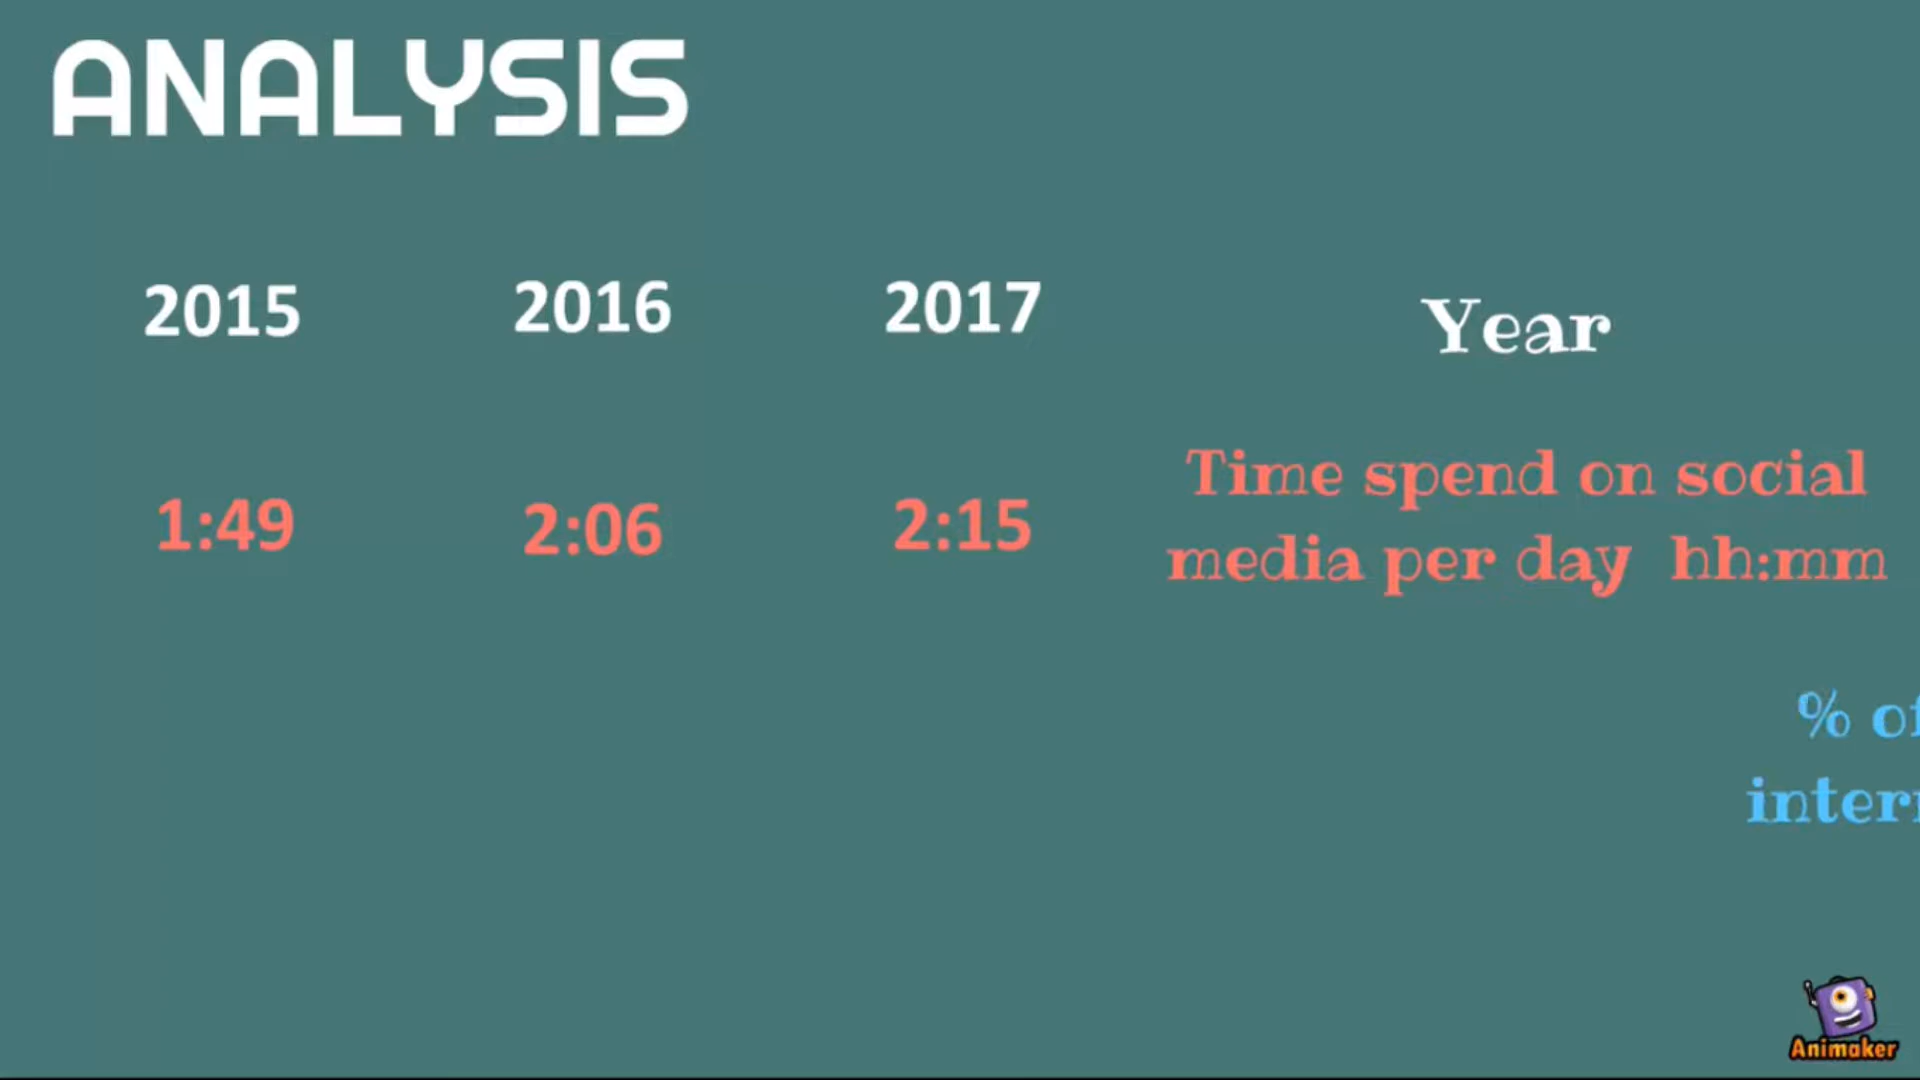 ANALYSIS
2015 2016 2017 Year
1:49 2:06 2:15 Time spend on social
media per day hh:mm
%
Animaker